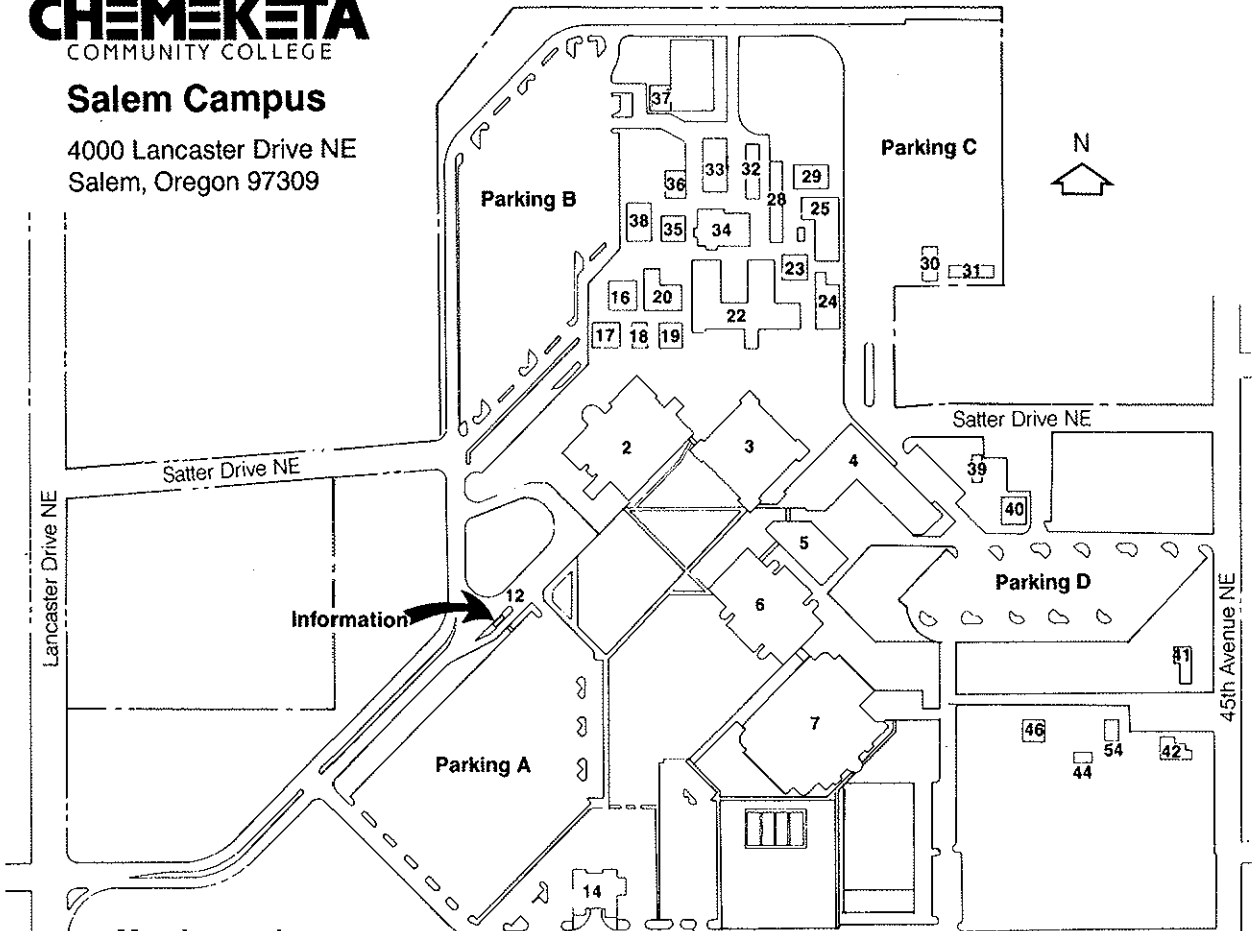 CHEMEKETA
COMMUNITY COLLEGE
Salem Campus
4000 Lancaster Drive NE
Salem, Oregon 97309
N
Parking C
Parking B
37
33
32
29
28
36
25
38
35
34
30
31
23
16
20
24
22
17
18
19
Satter Drive NE
2
3
4
39
Satter Drive NE
40
5
Lancaster Drive NE
Parking D
12
6
Information
41
45th Avenue NE
7
46
54
42
44
Parking A
14